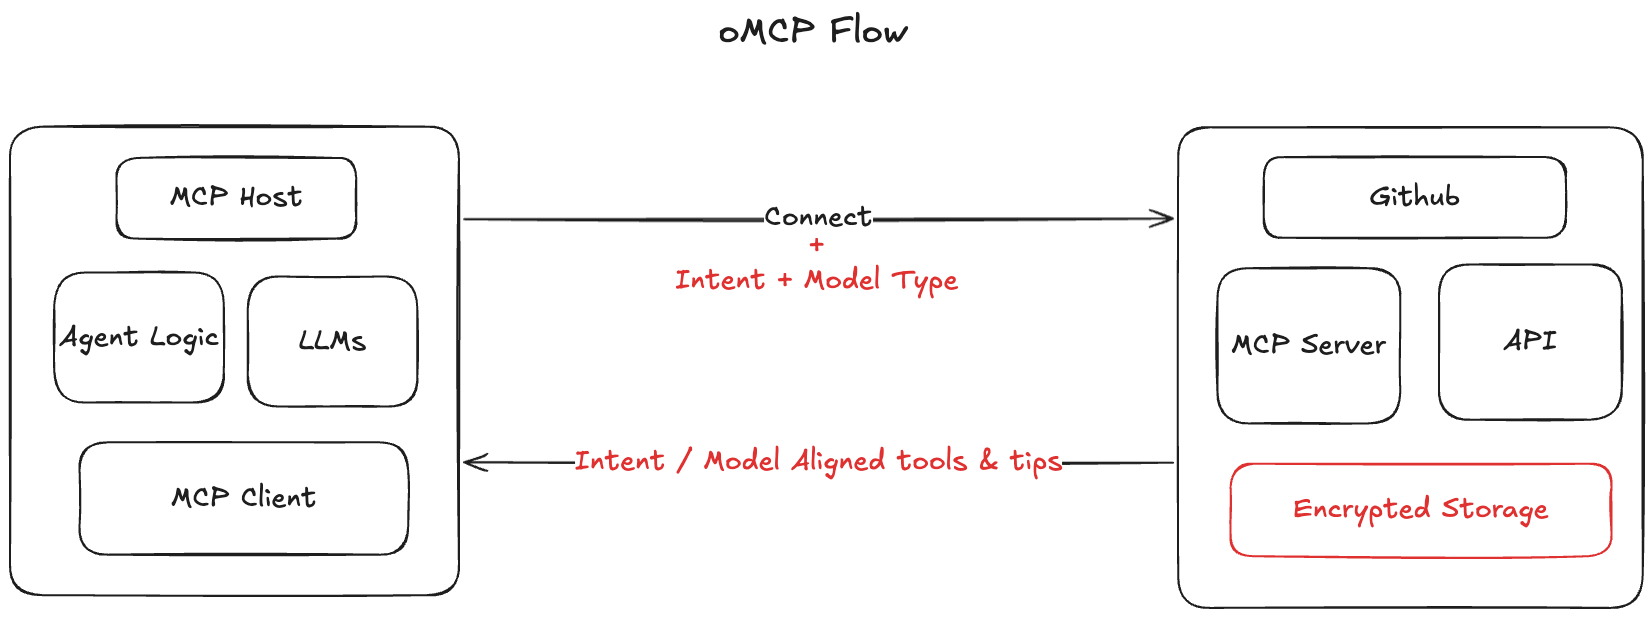 oMCP Flow
MCP Host
Agent Logic
LLMs
MCP Client
Connect
+
Intent + Model Type
Intent / Model Aligned tools & tips
Github
MCP Server
API
Encrypted Storage